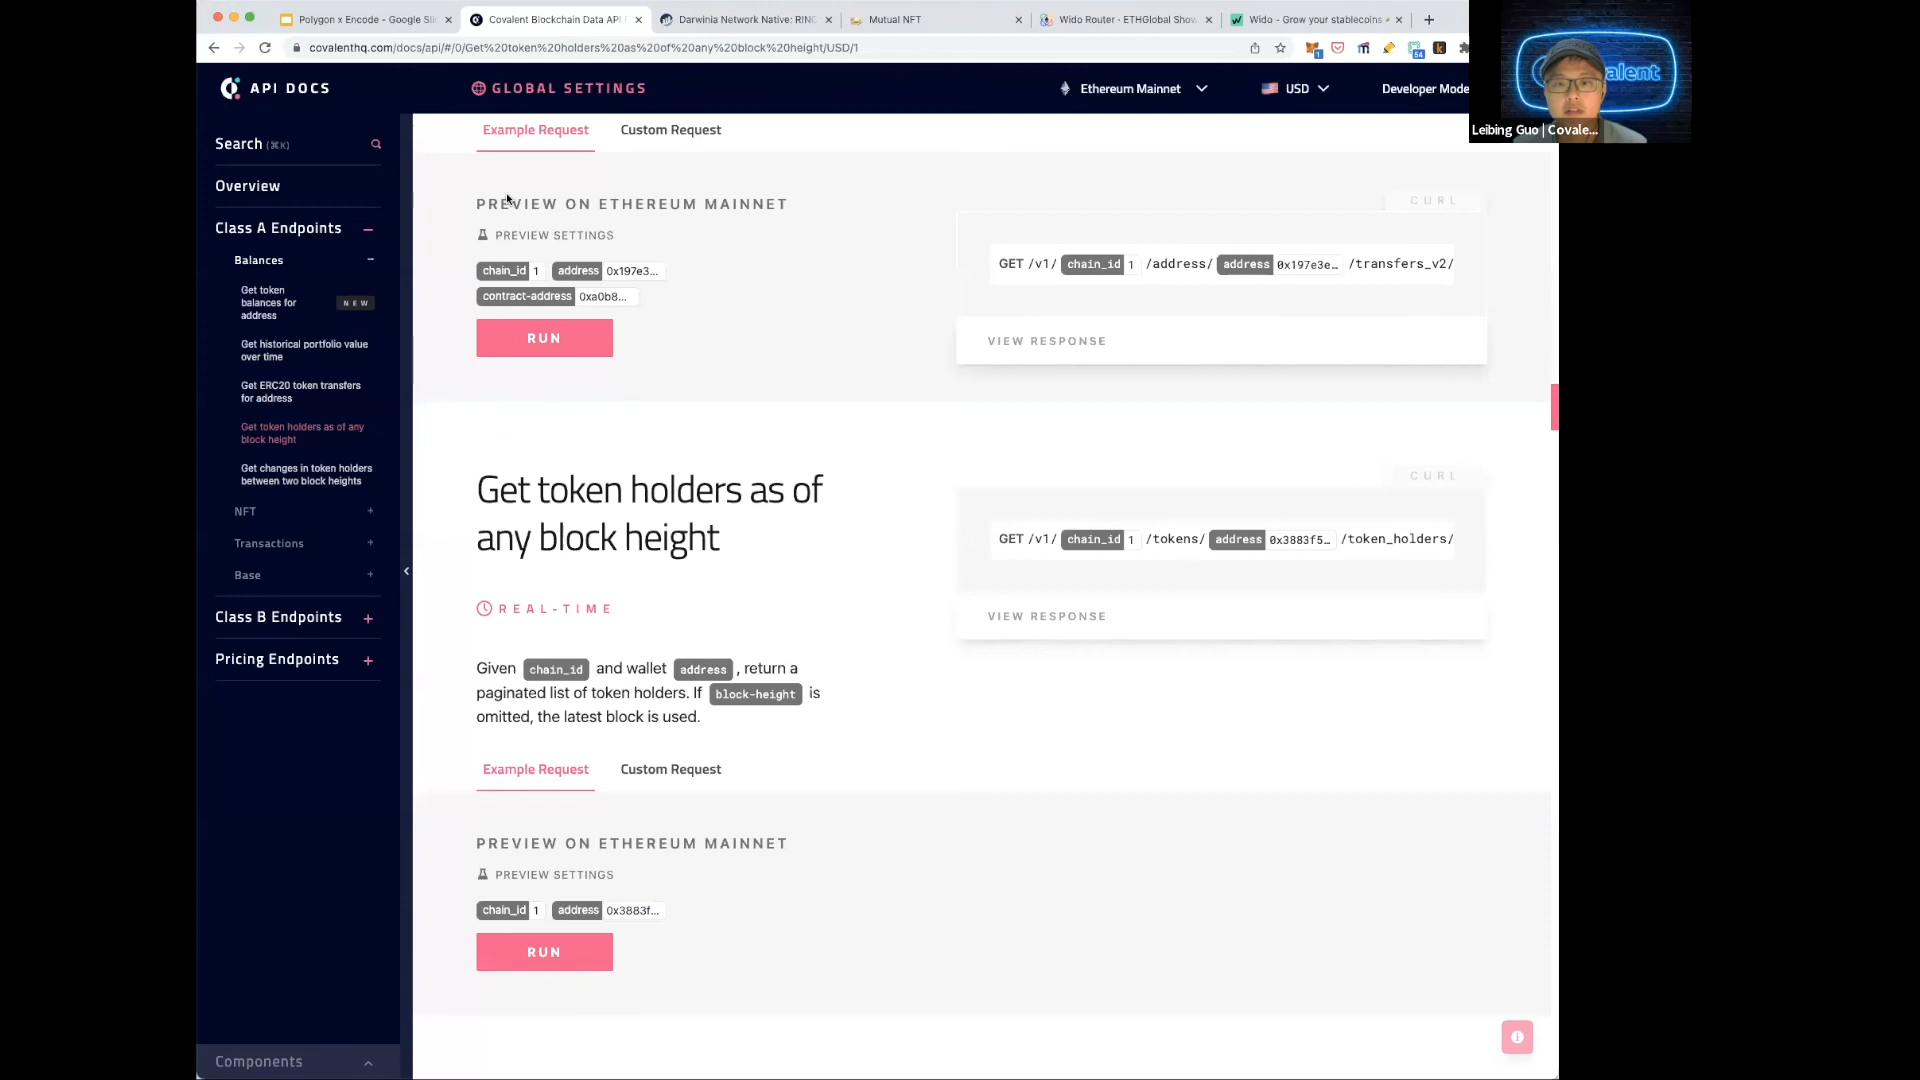 Polygon x Encode - Google Sli
Covalent Blockchain Data API
Darwinia Network Native: RING
Mutual NFT
Wido Router - ETHGlobal Show
Wido - Grow your stablecoins
covalenthq.com/docs/api/#/0/Get%20token%20holders%20as%20of%20any%20block%20height/USD/1
API DOCS
GLOBAL SETTINGS
Ethereum Mainnet
USD
Developer Mode
Leibing Guo | Covale...
Search (⌘K)
Overview
Class A Endpoints
Balances
Get token
balances for
address
NEW
Get historical portfolio value
over time
Get ERC20 token transfers
for address
Get token holders as of any
block height
Get changes in token holders
between two block heights
NFT
Transactions
Base
Class B Endpoints
Pricing Endpoints
Components
Example Request
Custom Request
PREVIEW ON ETHEREUM MAINNET
PREVIEW SETTINGS
chain_id 1 address 0x197e3...
contract-address 0xa0b8...
RUN
CURL
GET /v1/ chain_id 1 /address/ address 0x197e3e… /transfers_v2/
VIEW RESPONSE
Get token holders as of
any block height
REAL-TIME
Given chain_id and wallet address , return a
paginated list of token holders. If block-height is
omitted, the latest block is used.
CURL
GET /v1/ chain_id 1 /tokens/ address 0x3883f5… /token_holders/
VIEW RESPONSE
Example Request
Custom Request
PREVIEW ON ETHEREUM MAINNET
PREVIEW SETTINGS
chain_id 1 address 0x3883f...
RUN